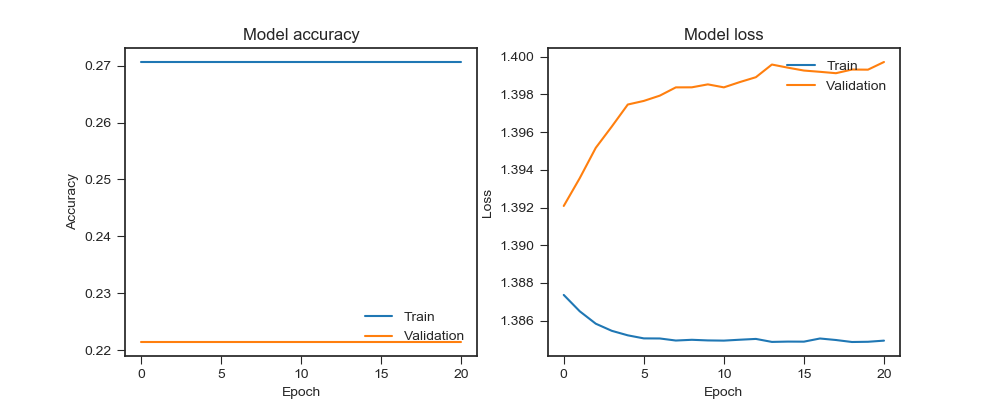 Model accuracy
Accuracy
0.27
0.26
0.25
0.24
0.23
0.22
0 5 10 15 20
Epoch
Train
Validation
Model loss
Loss
1.400
1.398
1.396
1.394
1.392
1.390
1.388
1.386
0 5 10 15 20
Epoch
Train
Validation